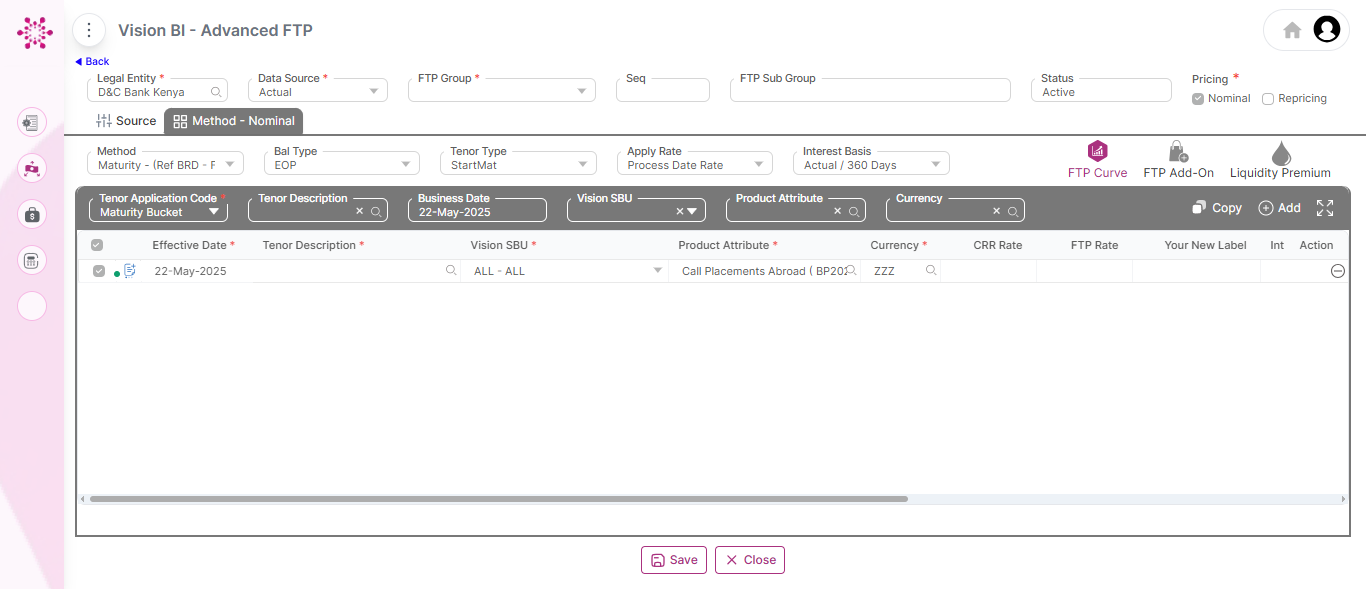 Vision BI - Advanced FTP
Back
Legal Entity * Data Source * FTP Group * Seq FTP Sub Group Status Pricing *
D&C Bank Kenya Actual Active Nominal Repricing
Source Method - Nominal
Method Bal Type Tenor Type Apply Rate Interest Basis
Maturity - (Ref BRD - F EOP StartMat Process Date Rate Actual / 360 Days
FTP Curve FTP Add-On Liquidity Premium
Tenor Application Code * Tenor Description Business Date Vision SBU Product Attribute Currency
Maturity Bucket 22-May-2025 Copy Add
Effective Date * Tenor Description * Vision SBU * Product Attribute * Currency * CRR Rate FTP Rate Your New Label Int Action
22-May-2025 ALL - ALL Call Placements Abroad ( BP202 ZZZ
Save Close